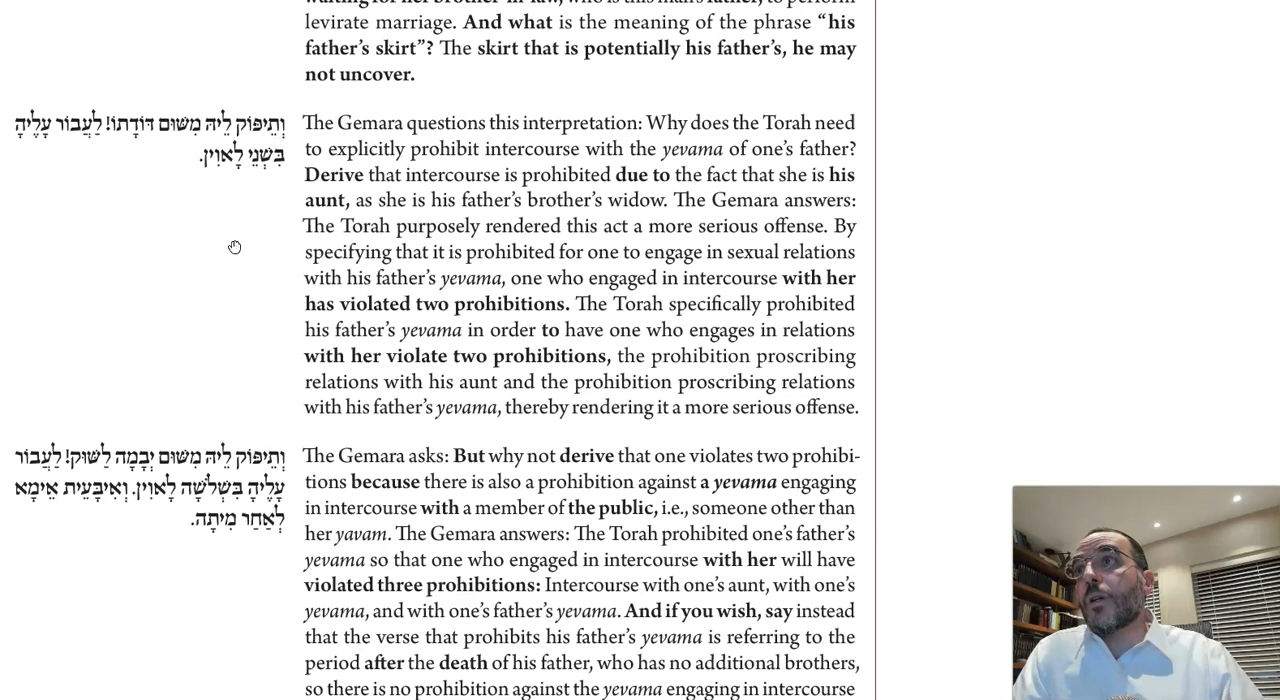 levirate marriage. And what is the meaning of the phrase “his
father’s skirt”? The skirt that is potentially his father’s, he may
not uncover.
וְתֵיפּוֹק לֵיהּ מִשּׁוּם דּוֹדָתוֹ! לַעֲבוֹר עָלֶיהָ
בִּשְׁנֵי לָאוִין.
The Gemara questions this interpretation: Why does the Torah need
to explicitly prohibit intercourse with the yevama of one’s father?
Derive that intercourse is prohibited due to the fact that she is his
aunt, as she is his father’s brother’s widow. The Gemara answers:
The Torah purposely rendered this act a more serious offense. By
specifying that it is prohibited for one to engage in sexual relations
with his father’s yevama, one who engaged in intercourse with her
has violated two prohibitions. The Torah specifically prohibited
his father’s yevama in order to have one who engages in relations
with her violate two prohibitions, the prohibition proscribing
relations with his aunt and the prohibition proscribing relations
with his father’s yevama, thereby rendering it a more serious offense.
וְתֵיפּוֹק לֵיהּ מִשּׁוּם יְבָמָה לַשּׁוּק! לַעֲבוֹר
עָלֶיהָ בִּשְׁלֹשָׁה לָאוִין. וְאִיבָּעֵית אֵימָא
לְאַחַר מִיתָה.
The Gemara asks: But why not derive that one violates two prohibi-
tions because there is also a prohibition against a yevama engaging
in intercourse with a member of the public, i.e., someone other than
her yavam. The Gemara answers: The Torah prohibited one’s father’s
yevama so that one who engaged in intercourse with her will have
violated three prohibitions: Intercourse with one’s aunt, with one’s
yevama, and with one’s father’s yevama. And if you wish, say instead
that the verse that prohibits his father’s yevama is referring to the
period after the death of his father, who has no additional brothers,
so there is no prohibition against the yevama engaging in intercourse